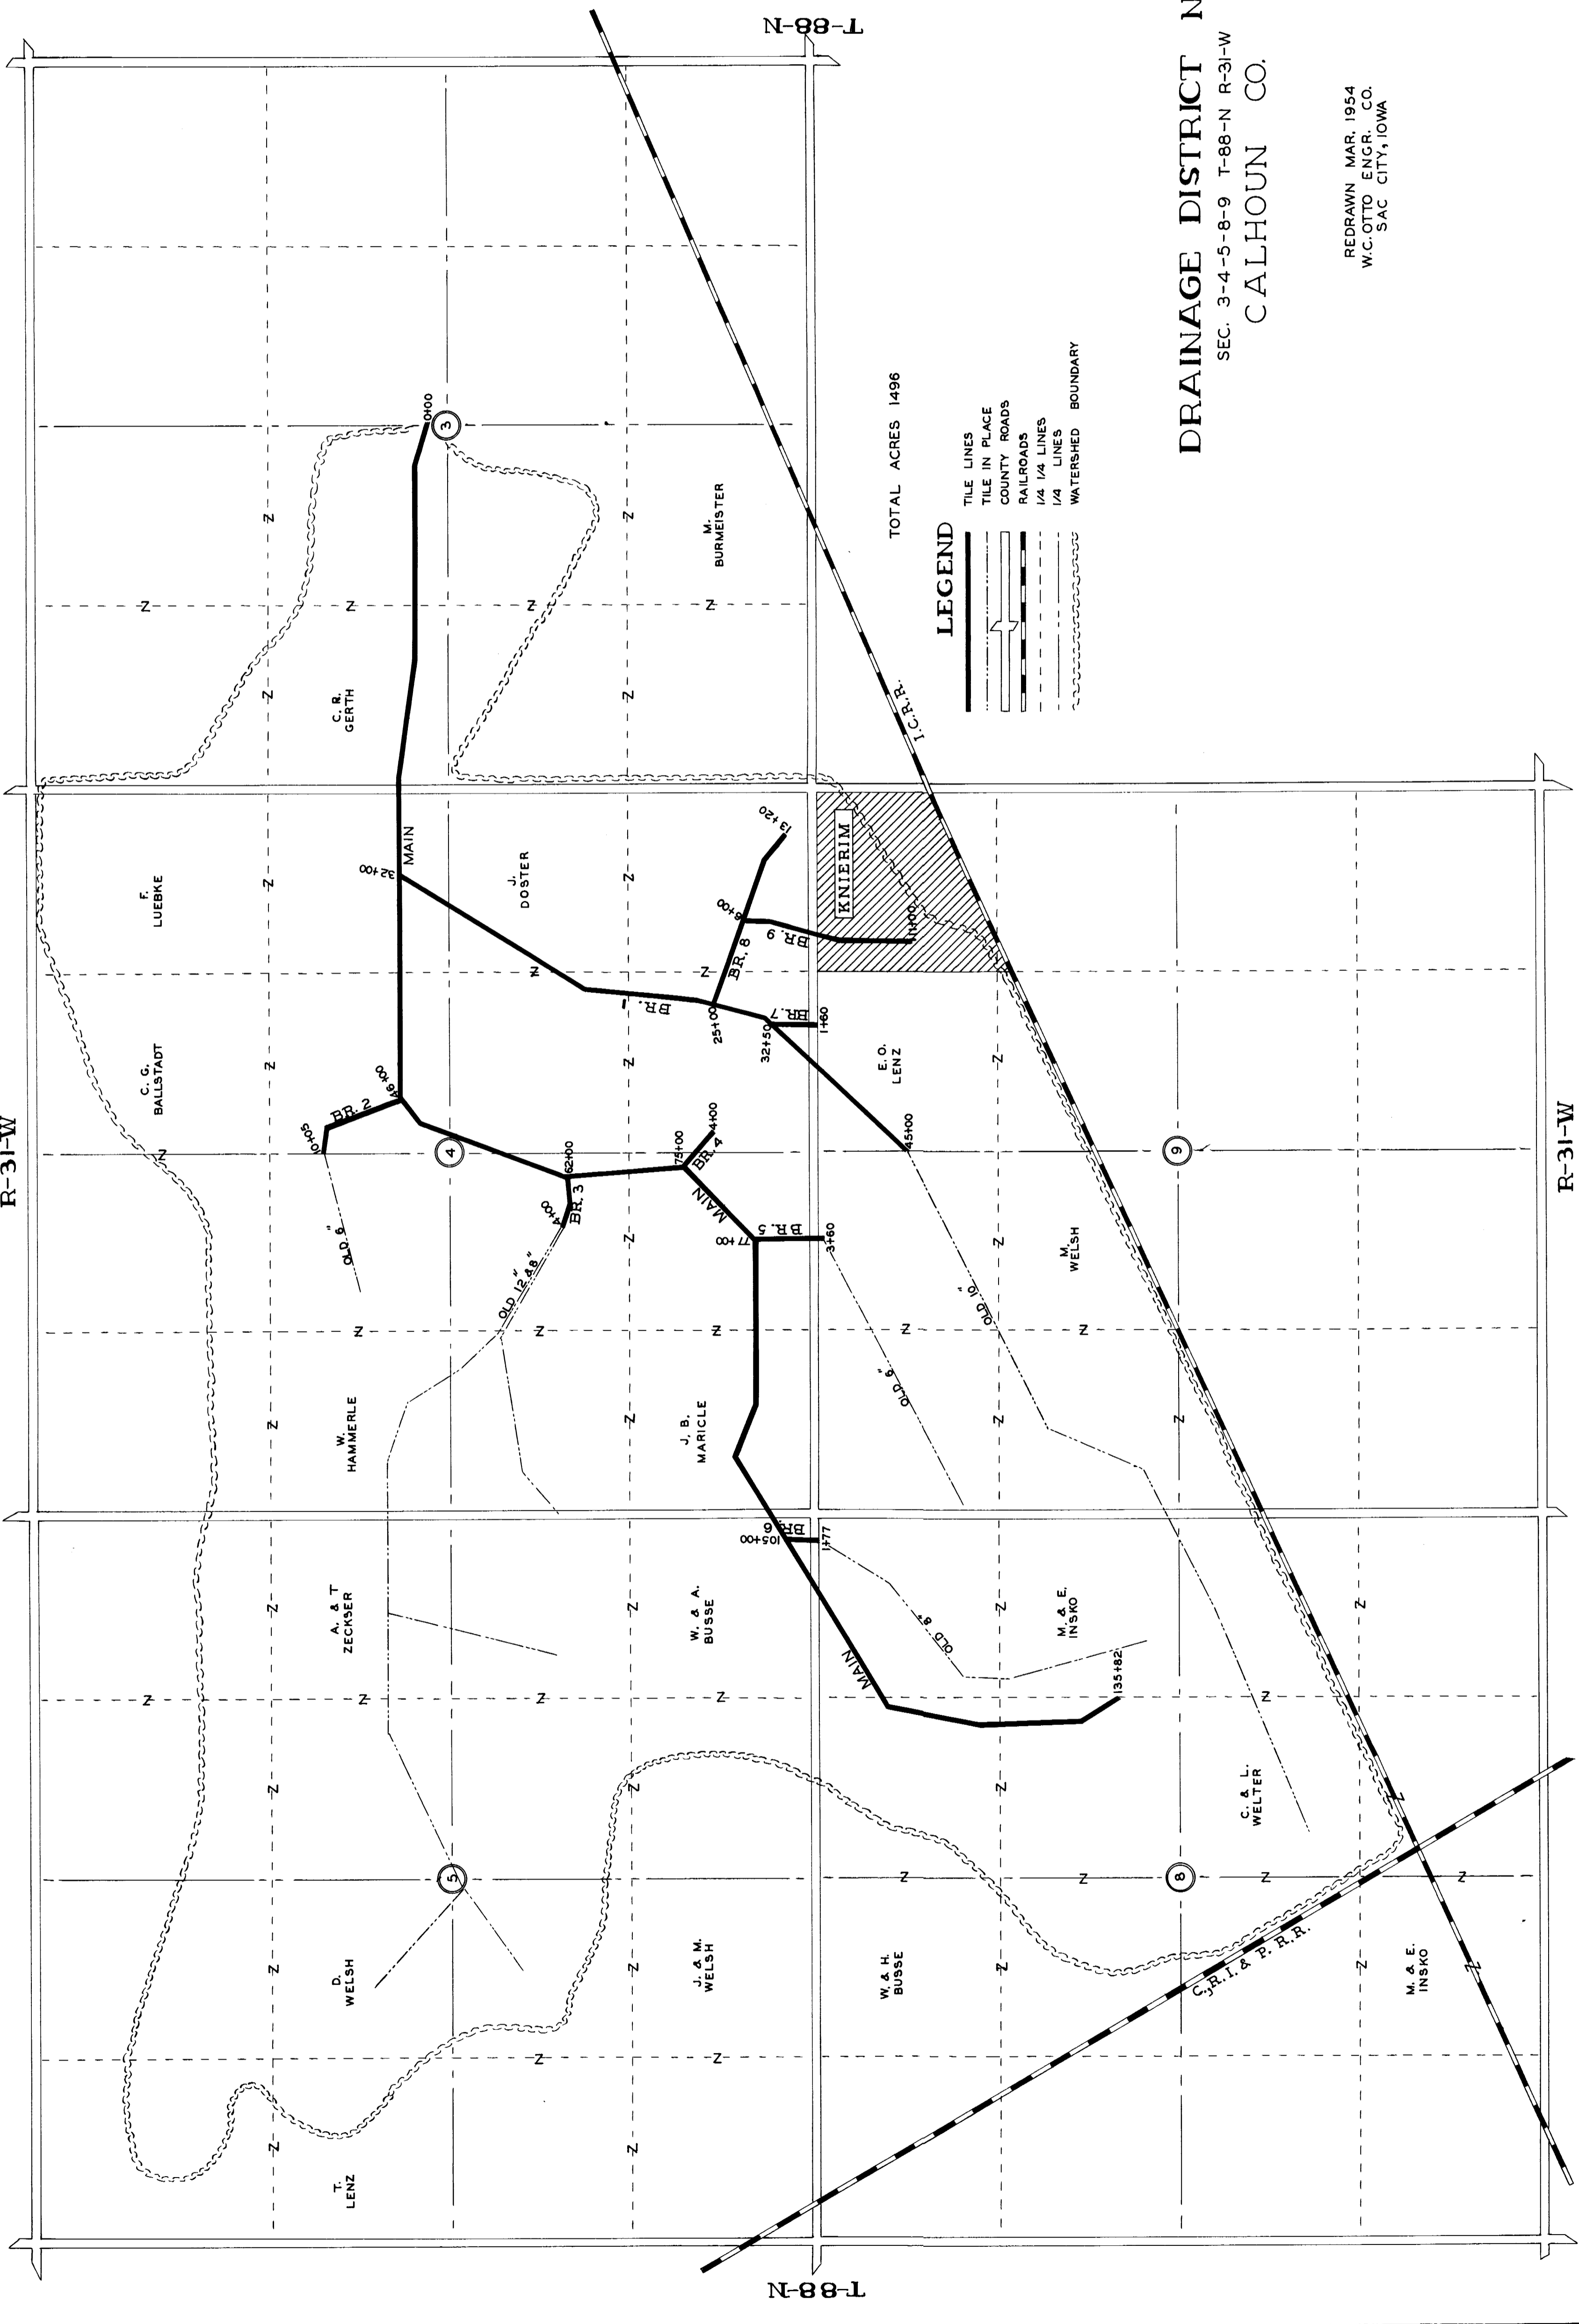 T-88-N
R-31-W
T.
LENZ
D.
WELSH
5
J. & M.
WELSH
A. & T
ZECKSER
W. & A.
BUSSE
W.
HAMMERLE
J. B.
MARICLE
C. G.
BALLSTADT
F.
LUEBKE
4
J.
DOSTER
C. R.
GERTH
3
M.
BURMEISTER
0+00
MAIN
32+00
46+00
BR. 2
10+05
OLD 6"
62+00
BR. 3
4+00
OLD 12" & 8"
75+00
BR. 4
4+00
MAIN
77+00
BR. 5
3+60
OLD 6"
105+00
BR. 6
1+77
OLD 8"
MAIN
135+82
BR. 1
25+00
BR. 8
6+00
13+20
BR. 9
11+00
32+50
BR. 7
1+60
45+00
OLD 10"
KNIERIM
E. O.
LENZ
M.
WELSH
9
M. & E.
INSKO
C. & L.
WELTER
8
W. & H.
BUSSE
M. & E.
INSKO
C., R. I. & P. R.R.
I.C.R.R.
TOTAL ACRES 1496
LEGEND
TILE LINES
TILE IN PLACE
COUNTY ROADS
RAILROADS
1/4 1/4 LINES
1/4 LINES
WATERSHED BOUNDARY
DRAINAGE DISTRICT N
SEC. 3-4-5-8-9 T-88-N R-31-W
CALHOUN CO.
REDRAWN MAR. 1954
W.C. OTTO ENGR. CO.
SAC CITY, IOWA
T-88-N
R-31-W